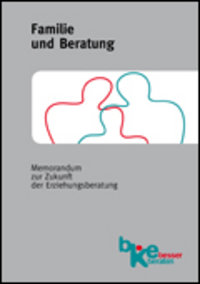 Familie
und Beratung
Memorandum
zur Zukunft
der Erziehungsberatung
bke besser
beraten